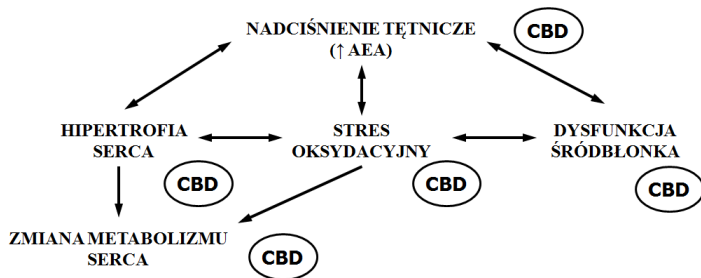 NADCIŚNIENIE TĘTNICZE
(↑ AEA)
CBD
HIPERTROFIA
SERCA
CBD
STRES
OKSYDACYJNY
CBD
DYSFUNKCJA
ŚRÓDBŁONKA
CBD
ZMIANA METABOLIZMU
SERCA
CBD